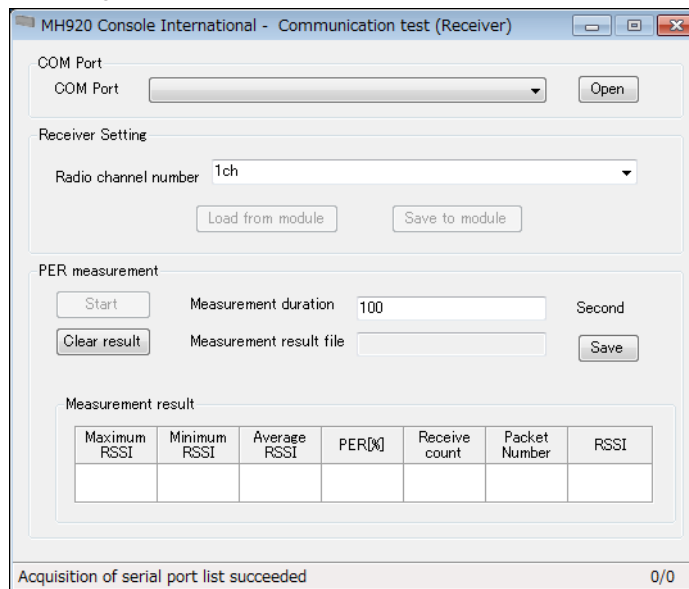 MH920 Console International - Communication test (Receiver)
COM Port
COM Port
Open
Receiver Setting
Radio channel number 1ch
Load from module Save to module
PER measurement
Start Measurement duration 100 Second
Clear result Measurement result file Save
Measurement result
Maximum RSSI Minimum RSSI Average RSSI PER[%] Receive count Packet Number RSSI
Acquisition of serial port list succeeded 0/0